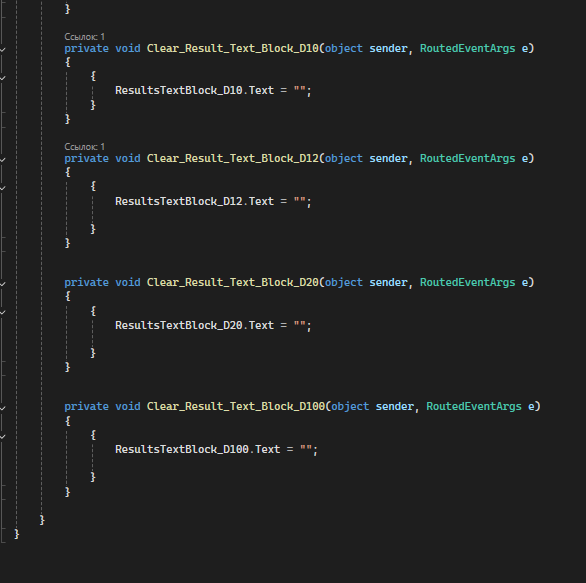 }
Ссылок: 1
private void Clear_Result_Text_Block_D10(object sender, RoutedEventArgs e)
{
{
ResultsTextBlock_D10.Text = "";
}
}
Ссылок: 1
private void Clear_Result_Text_Block_D12(object sender, RoutedEventArgs e)
{
{
ResultsTextBlock_D12.Text = "";
}
}
private void Clear_Result_Text_Block_D20(object sender, RoutedEventArgs e)
{
{
ResultsTextBlock_D20.Text = "";
}
}
private void Clear_Result_Text_Block_D100(object sender, RoutedEventArgs e)
{
{
ResultsTextBlock_D100.Text = "";
}
}
}
}